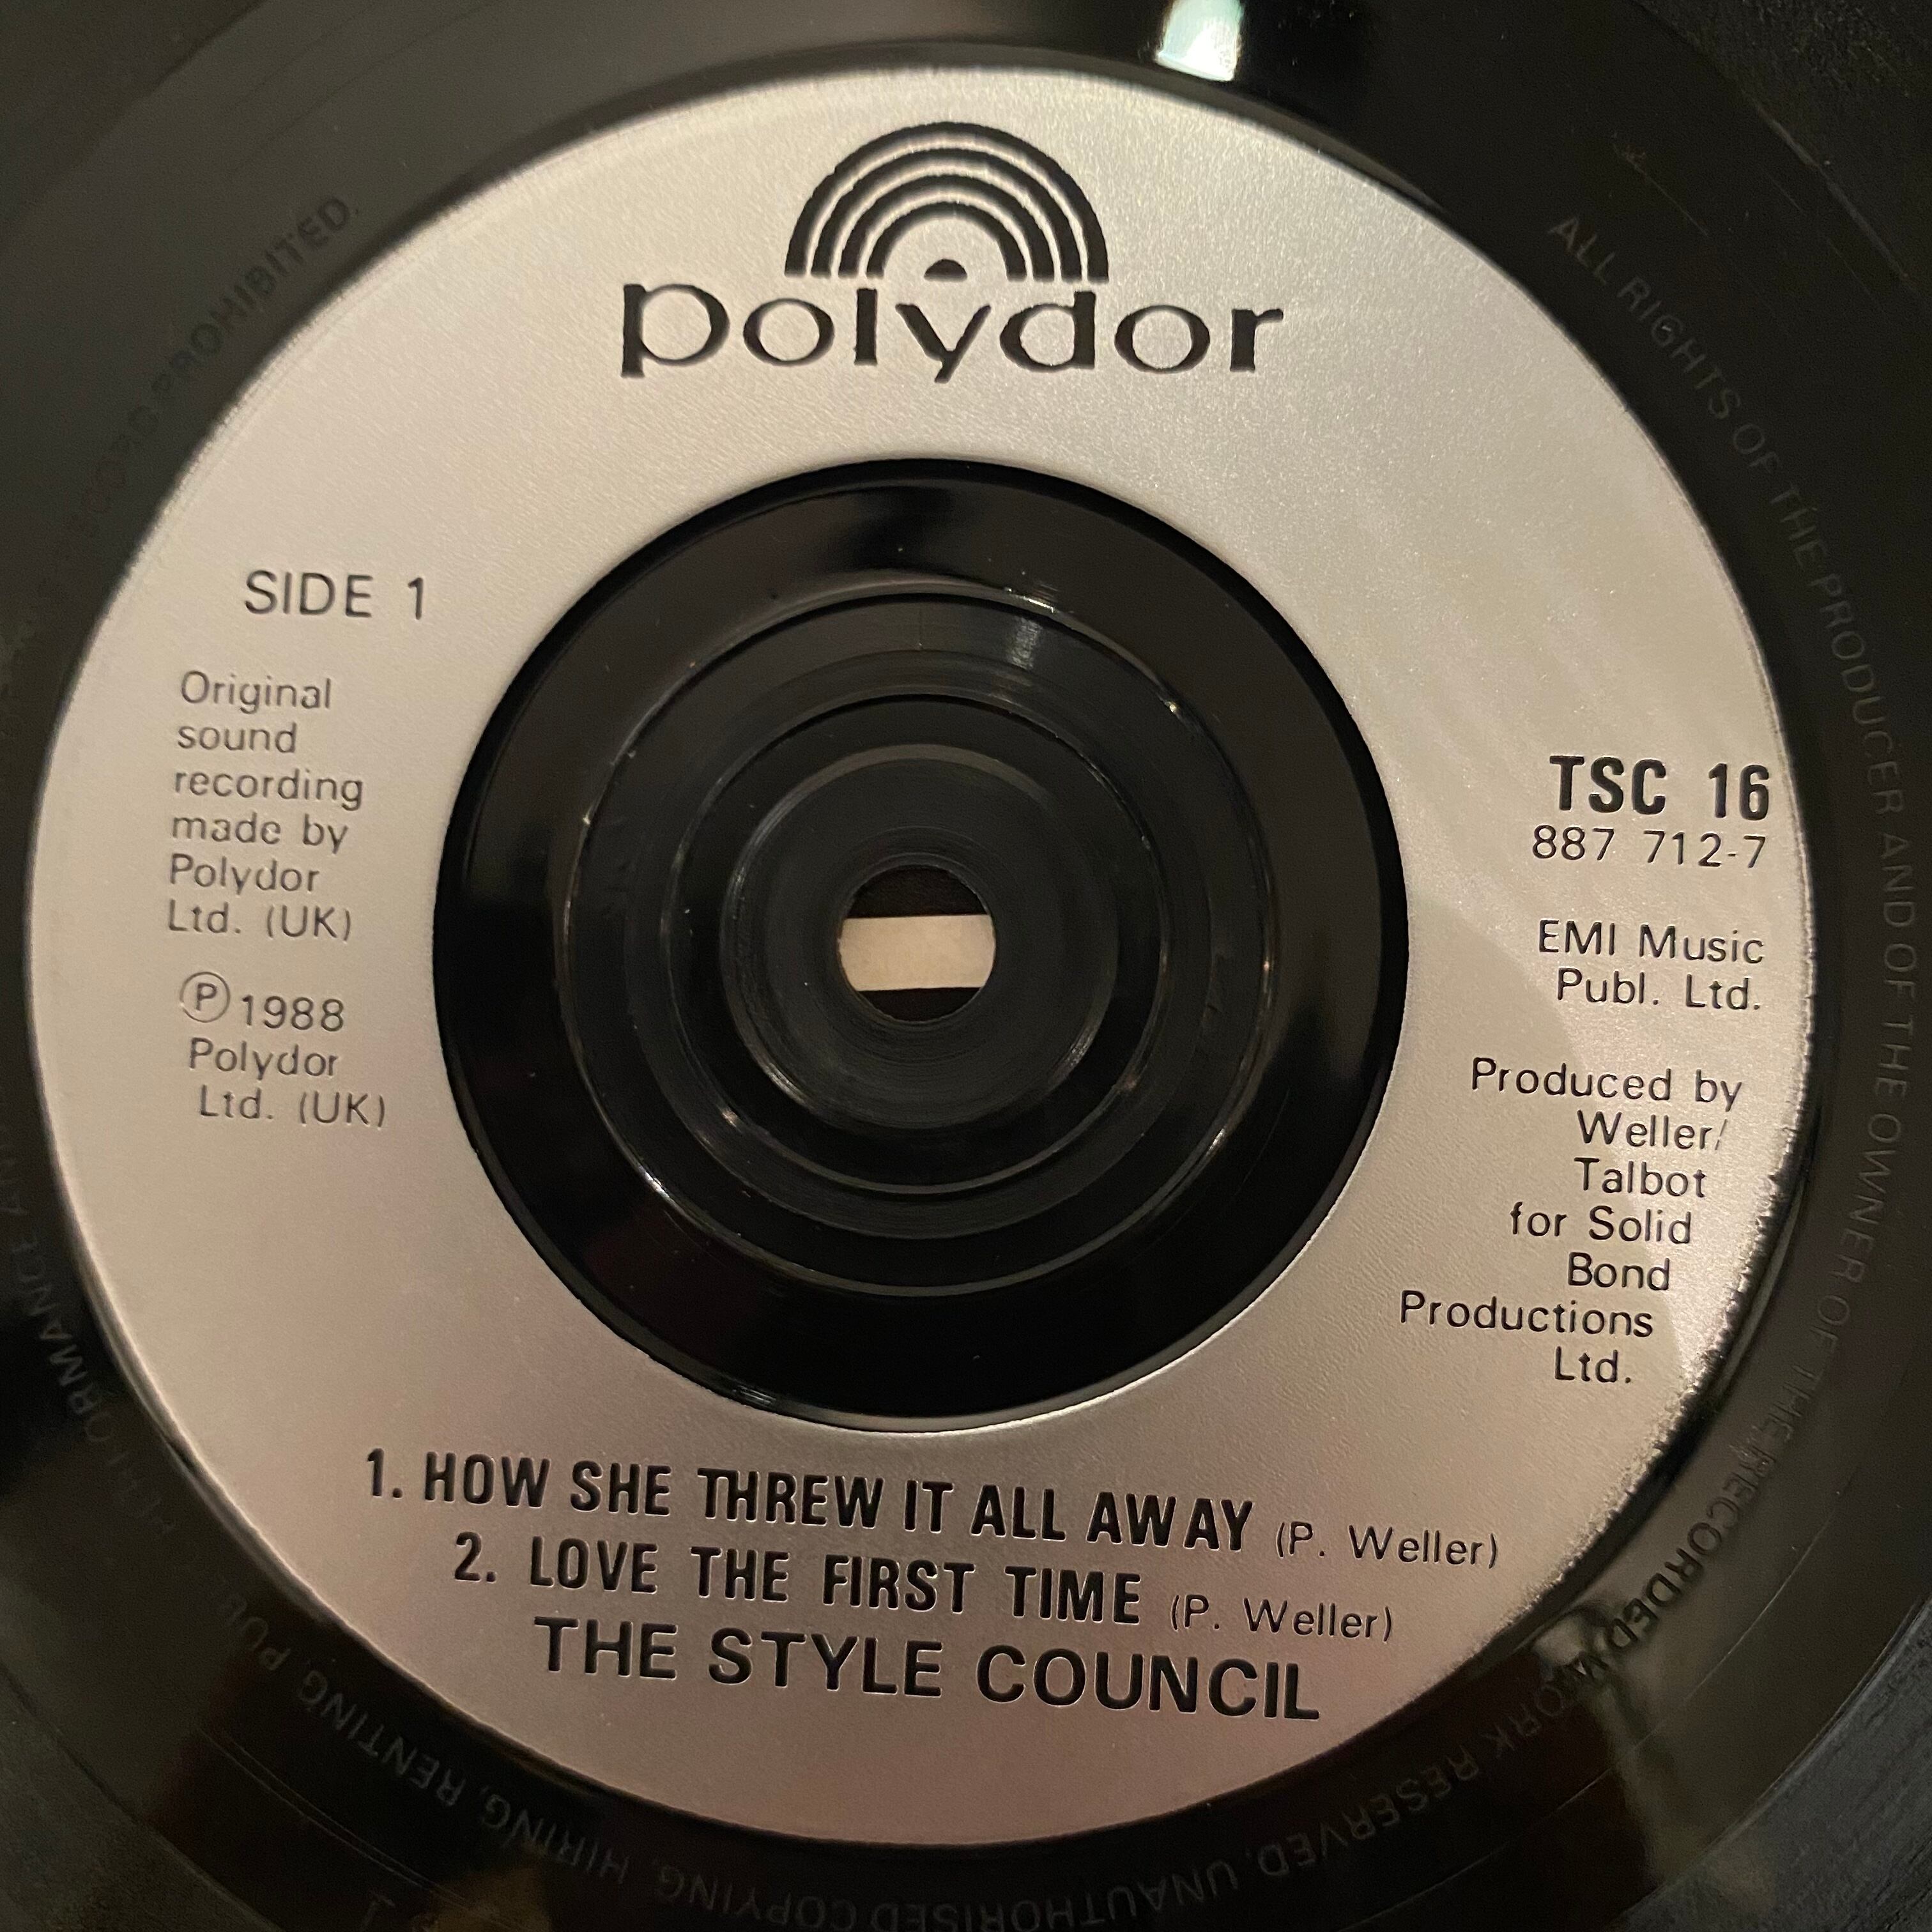 polydor
SIDE 1
Original
sound
recording
made by
Polydor
Ltd. (UK)
Ⓟ 1988
Polydor
Ltd. (UK)
TSC 16
887 712-7
EMI Music
Publ. Ltd.
Produced by
Weller/
Talbot
for Solid
Bond
Productions
Ltd.
1. HOW SHE THREW IT ALL AWAY (P. Weller)
2. LOVE THE FIRST TIME (P. Weller)
THE STYLE COUNCIL
ALL RIGHTS OF THE PRODUCER AND OF THE OWNER OF THE RECORDED WORK RESERVED. UNAUTHORISED COPYING, HIRING, RENTING, RECORD PROHIBITED.